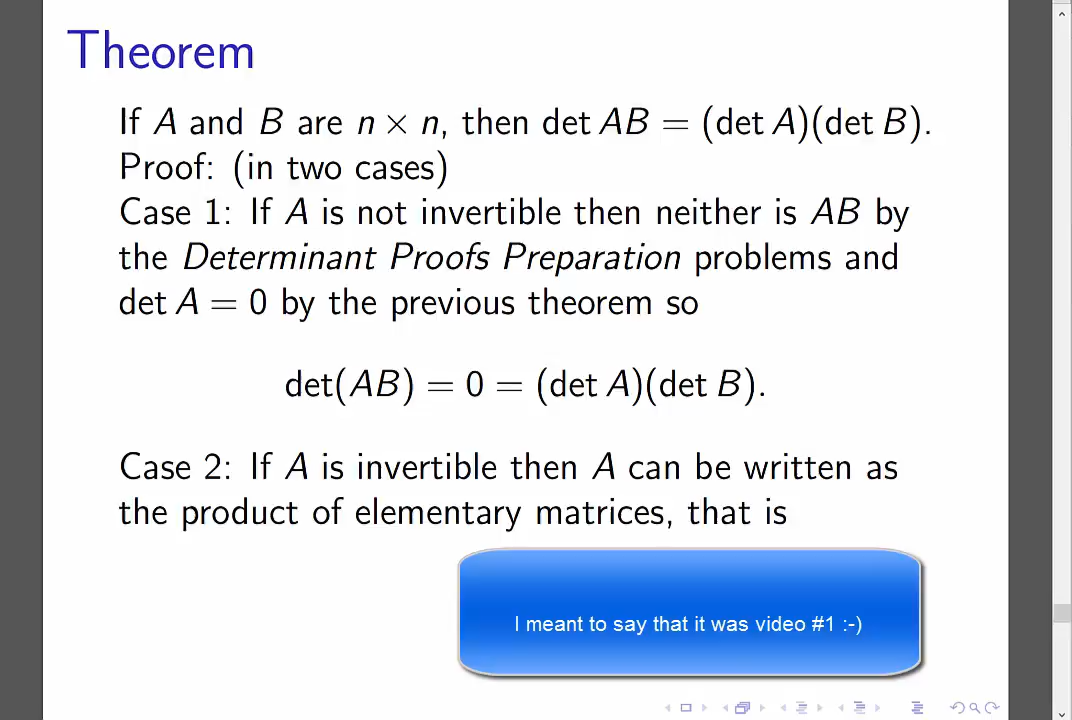 Theorem
If A and B are n × n, then det AB = (det A)(det B).
Proof: (in two cases)
Case 1: If A is not invertible then neither is AB by
the Determinant Proofs Preparation problems and
det A = 0 by the previous theorem so
det(AB) = 0 = (det A)(det B).
Case 2: If A is invertible then A can be written as
the product of elementary matrices, that is
I meant to say that it was video #1 :-)